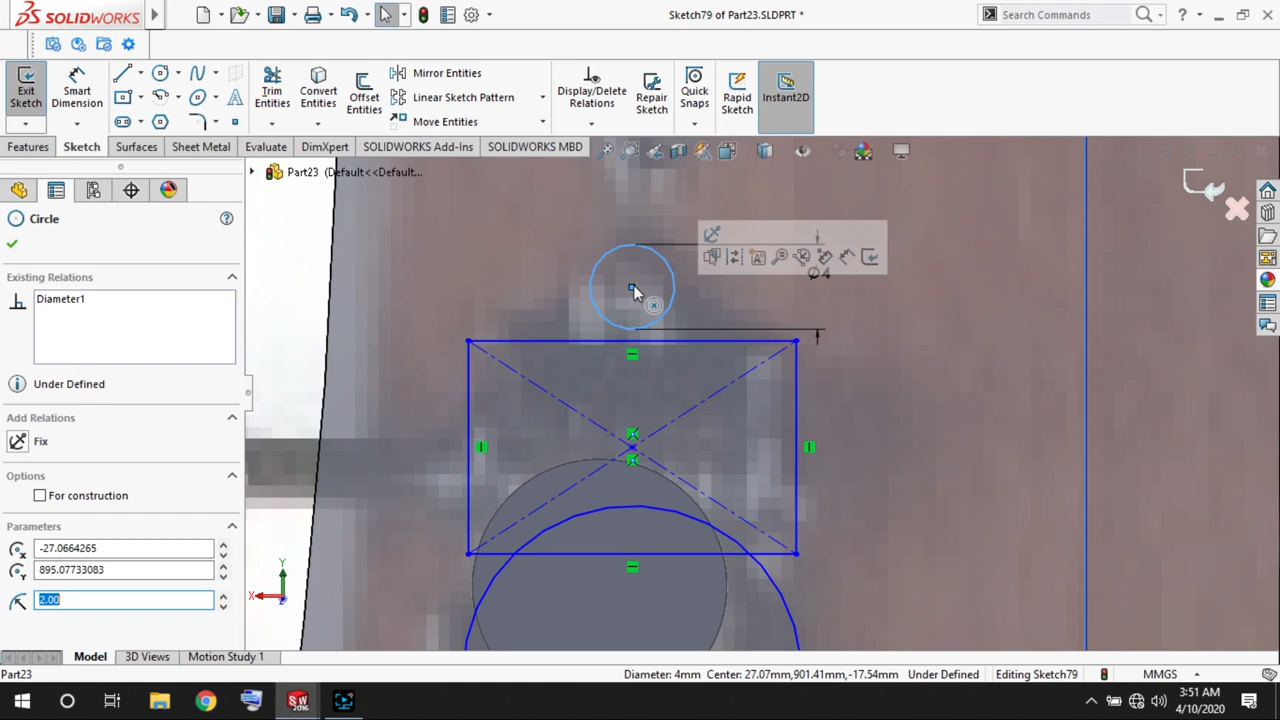 SOLIDWORKS
Sketch79 of Part23.SLDPRT *
Search Commands
?
Exit Sketch
Smart Dimension
Trim Entities
Convert Entities
Offset Entities
Mirror Entities
Linear Sketch Pattern
Move Entities
Display/Delete Relations
Repair Sketch
Quick Snaps
Rapid Sketch
Instant2D
Features
Sketch
Surfaces
Sheet Metal
Evaluate
DimXpert
SOLIDWORKS Add-Ins
SOLIDWORKS MBD
Part23 (Default<<Default...
Circle
Existing Relations
Diameter1
Under Defined
Add Relations
Fix
Options
For construction
Parameters
-27.0664265
895.07733083
2.00
Ø4
Y
X
Model
3D Views
Motion Study 1
Part23
Diameter: 4mm Center: 27.07mm,901.41mm,-17.54mm Under Defined Editing Sketch79 MMGS
3:51 AM
4/10/2020